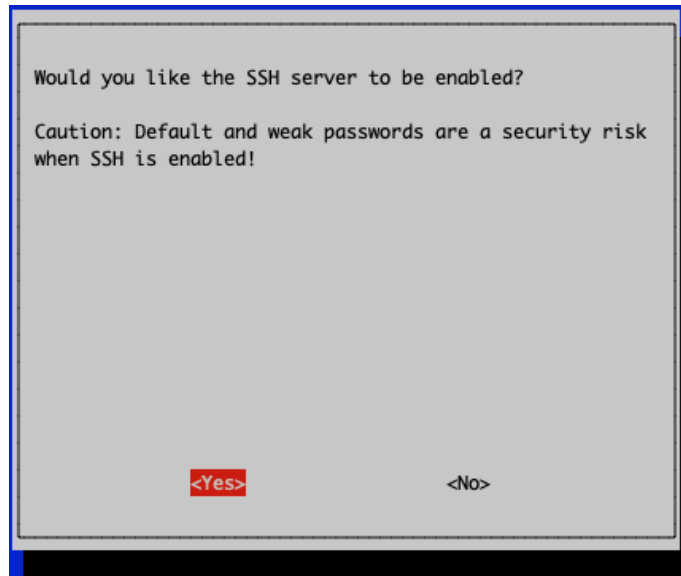 Would you like the SSH server to be enabled?
Caution: Default and weak passwords are a security risk
when SSH is enabled!
<Yes> <No>